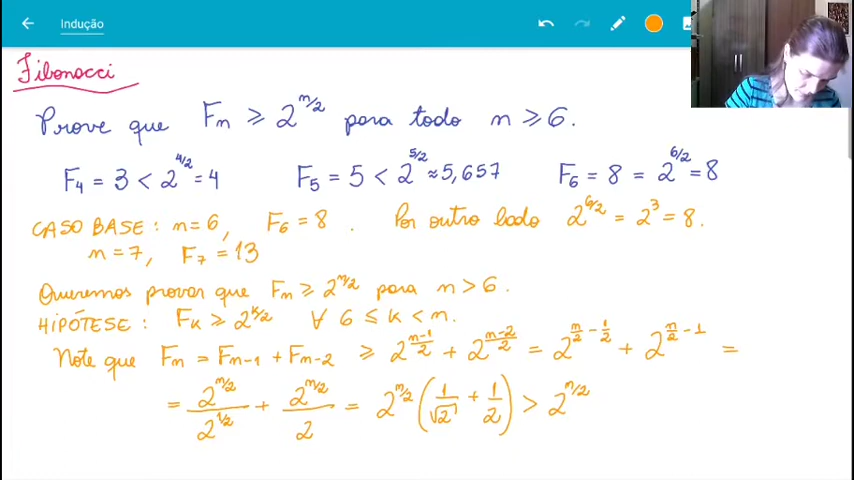 Indução
Fibonacci
Prove que Fn ≥ 2^(n/2) para todo n ≥ 6.
F4 = 3 < 2^(4/2) = 4 F5 = 5 < 2^(5/2) ≈ 5,657 F6 = 8 = 2^(6/2) = 8
CASO BASE: n = 6, F6 = 8. Por outro lado 2^(6/2) = 2^3 = 8.
n = 7, F7 = 13
Queremos provar que Fn ≥ 2^(n/2) para n > 6.
HIPÓTESE: Fk ≥ 2^(k/2) ∀ 6 ≤ k < n.
Note que Fn = Fn-1 + Fn-2 ≥ 2^((n-1)/2) + 2^((n-2)/2) = 2^(n/2 - 1/2) + 2^(n/2 - 1) =
= 2^(n/2)/2^(1/2) + 2^(n/2)/2 = 2^(n/2) (1/√2 + 1/2) > 2^(n/2)